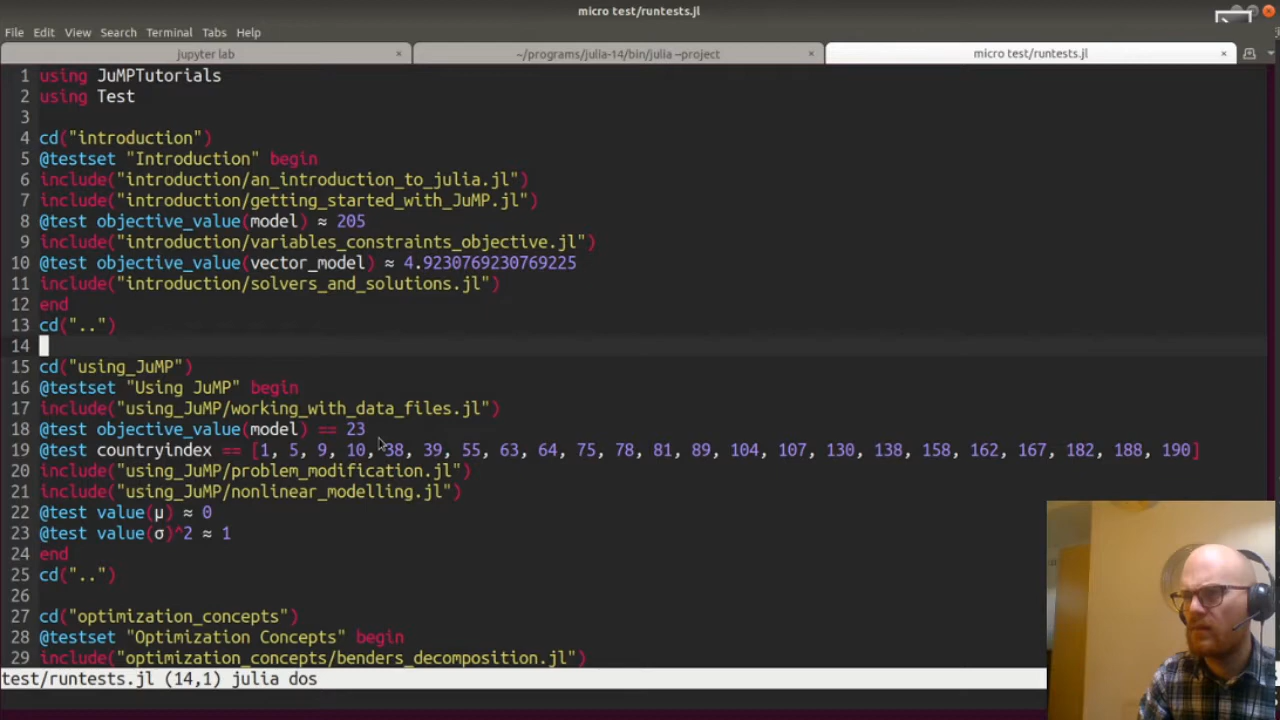 micro test/runtests.jl
File Edit View Search Terminal Tabs Help
jupyter lab × ~/programs/julia-14/bin/julia --project × micro test/runtests.jl ×
1 using JuMPTutorials
2 using Test
3
4 cd("introduction")
5 @testset "Introduction" begin
6 include("introduction/an_introduction_to_julia.jl")
7 include("introduction/getting_started_with_JuMP.jl")
8 @test objective_value(model) ≈ 205
9 include("introduction/variables_constraints_objective.jl")
10 @test objective_value(vector_model) ≈ 4.9230769230769225
11 include("introduction/solvers_and_solutions.jl")
12 end
13 cd("..")
14
15 cd("using_JuMP")
16 @testset "Using JuMP" begin
17 include("using_JuMP/working_with_data_files.jl")
18 @test objective_value(model) == 23
19 @test countryindex == [1, 5, 9, 10, 38, 39, 55, 63, 64, 75, 78, 81, 89, 104, 107, 130, 138, 158, 162, 167, 182, 188, 190]
20 include("using_JuMP/problem_modification.jl")
21 include("using_JuMP/nonlinear_modelling.jl")
22 @test value(μ) ≈ 0
23 @test value(σ)^2 ≈ 1
24 end
25 cd("..")
26
27 cd("optimization_concepts")
28 @testset "Optimization Concepts" begin
29 include("optimization_concepts/benders_decomposition.jl")
test/runtests.jl (14,1) julia dos